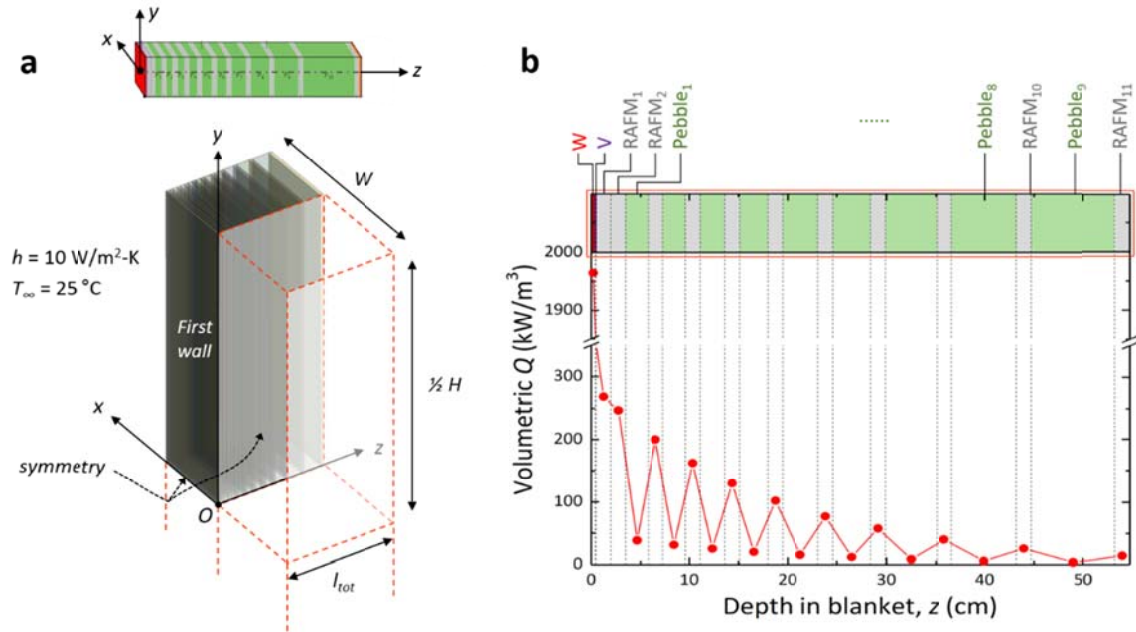 a
y
x
z
y
W
h = 10 W/m²-K
T∞ = 25 °C
First
wall
½ H
x
z
symmetry
O
l_tot
b
W
V
RAFM₁
RAFM₂
Pebble₁
......
Pebble₈
RAFM₁₀
Pebble₉
RAFM₁₁
Volumetric Q (kW/m³)
2000
1900
300
200
100
0
0 10 20 30 40 50
Depth in blanket, z (cm)